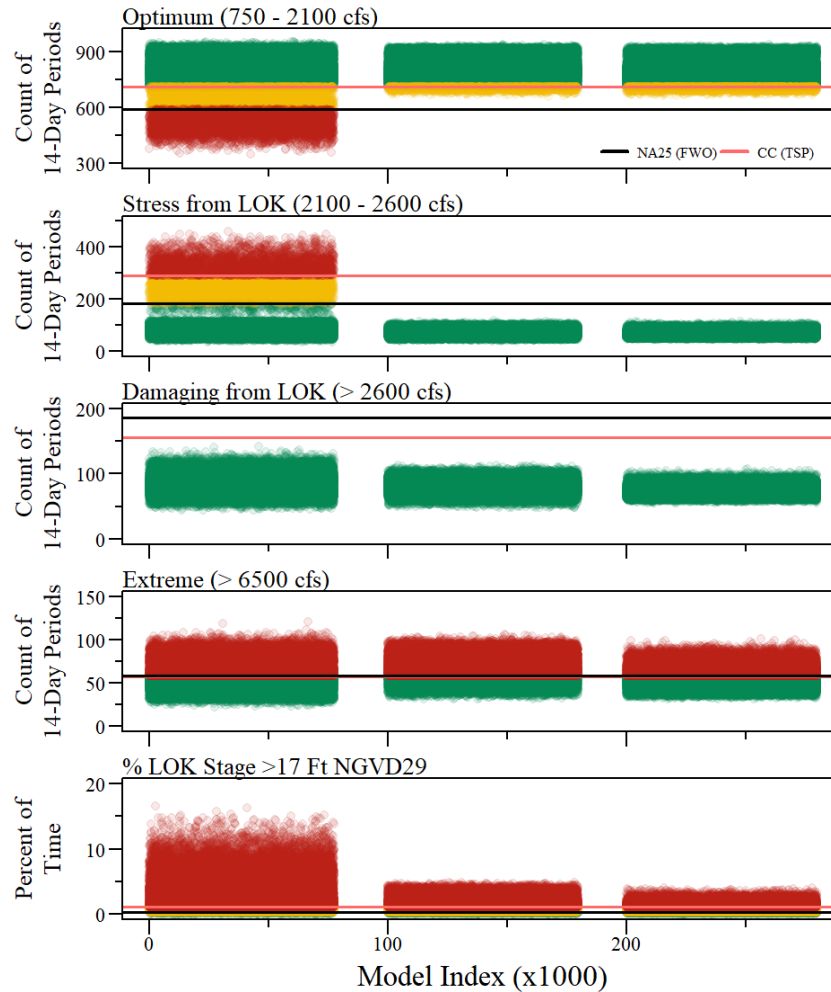 Optimum (750 - 2100 cfs)
Count of
14-Day Periods
900
600
300
NA25 (FWO)
CC (TSP)
Stress from LOK (2100 - 2600 cfs)
Count of
14-Day Periods
400
200
0
Damaging from LOK (> 2600 cfs)
Count of
14-Day Periods
200
100
0
Extreme (> 6500 cfs)
Count of
14-Day Periods
150
100
50
0
% LOK Stage >17 Ft NGVD29
Percent of
Time
20
10
0
0
100
200
Model Index (x1000)